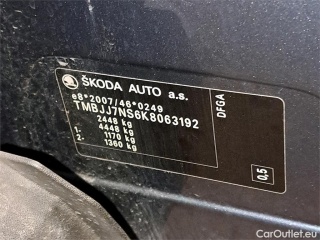 ŠKODA AUTO a.s.
e8*2007/46*0249
TMBJJ7NS6K8063192
2448 kg
4448 kg
1- 1170 kg
2- 1360 kg
DFGA
0,5
CarOutlet.eu